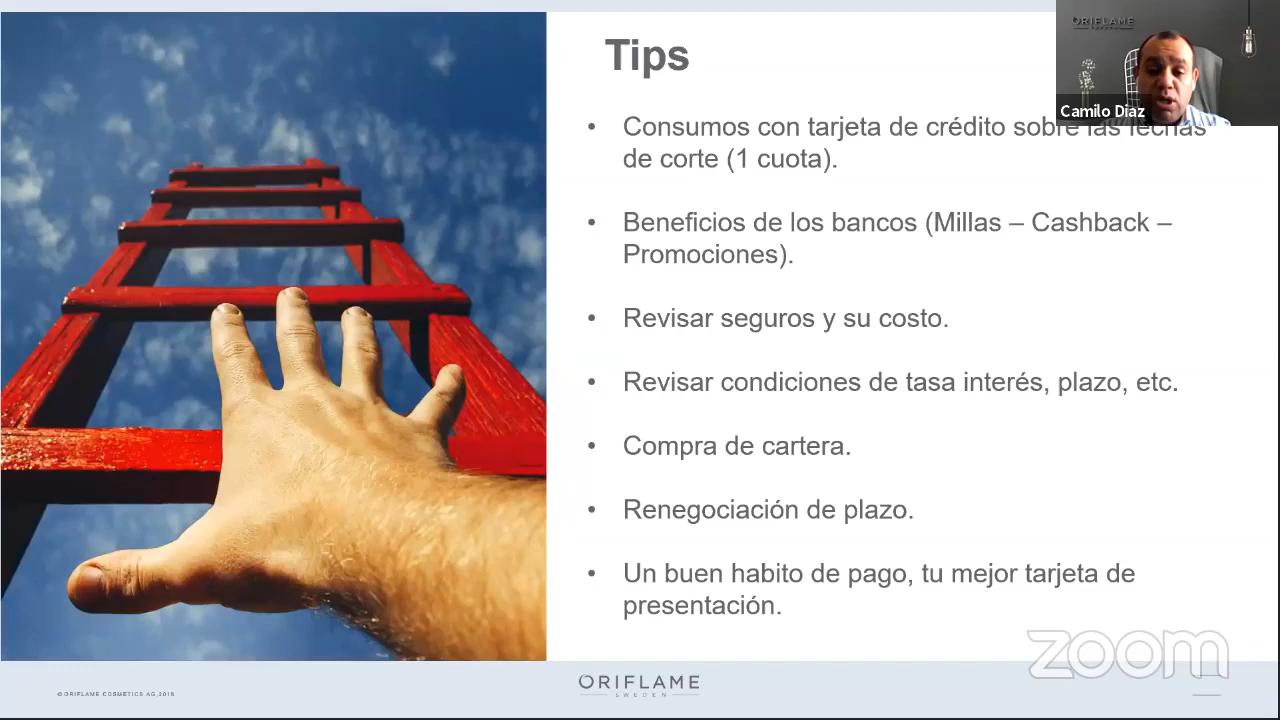 Tips
ORIFLAME
Camilo Diaz
• Consumos con tarjeta de crédito sobre las fechas
de corte (1 cuota).
• Beneficios de los bancos (Millas – Cashback –
Promociones).
• Revisar seguros y su costo.
• Revisar condiciones de tasa interés, plazo, etc.
• Compra de cartera.
• Renegociación de plazo.
• Un buen habito de pago, tu mejor tarjeta de
presentación.
zoom
© ORIFLAME COSMETICS AG,2015
ORIFLAME
SWEDEN